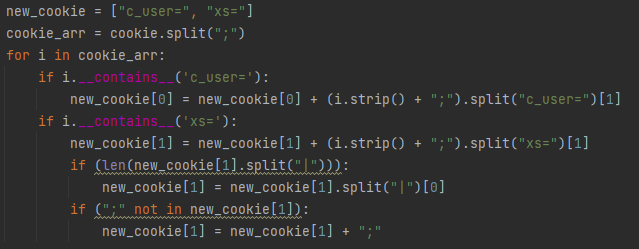 new_cookie = ["c_user=", "xs="]
cookie_arr = cookie.split(";")
for i in cookie_arr:
    if i.__contains__('c_user='):
        new_cookie[0] = new_cookie[0] + (i.strip() + ";").split("c_user=")[1]
    if i.__contains__('xs='):
        new_cookie[1] = new_cookie[1] + (i.strip() + ";").split("xs=")[1]
        if (len(new_cookie[1].split("|"))):
            new_cookie[1] = new_cookie[1].split("|")[0]
        if (";" not in new_cookie[1]):
            new_cookie[1] = new_cookie[1] + ";"